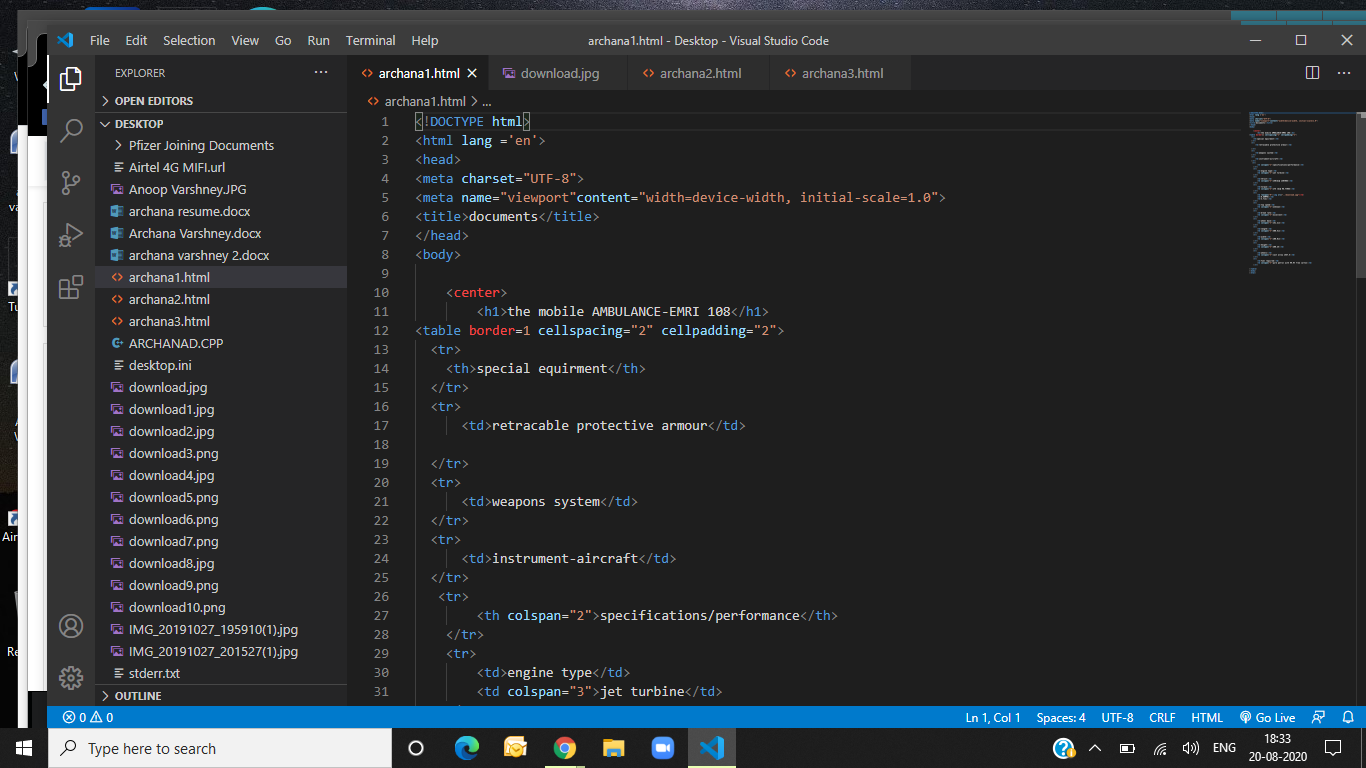 File Edit Selection View Go Run Terminal Help
archana1.html - Desktop - Visual Studio Code
EXPLORER
OPEN EDITORS
DESKTOP
Pfizer Joining Documents
Airtel 4G MIFI.url
Anoop Varshney.JPG
archana resume.docx
Archana Varshney.docx
archana varshney 2.docx
archana1.html
archana2.html
archana3.html
ARCHANAD.CPP
desktop.ini
download.jpg
download1.jpg
download2.jpg
download3.png
download4.jpg
download5.png
download6.png
download7.png
download8.jpg
download9.png
download10.png
IMG_20191027_195910(1).jpg
IMG_20191027_201527(1).jpg
stderr.txt
OUTLINE
archana1.html download.jpg archana2.html archana3.html
archana1.html > ...
1 <!DOCTYPE html>
2 <html lang ='en'>
3 <head>
4 <meta charset="UTF-8">
5 <meta name="viewport"content="width=device-width, initial-scale=1.0">
6 <title>documents</title>
7 </head>
8 <body>
9
10 <center>
11 <h1>the mobile AMBULANCE-EMRI 108</h1>
12 <table border=1 cellspacing="2" cellpadding="2">
13 <tr>
14 <th>special equirment</th>
15 </tr>
16 <tr>
17 <td>retracable protective armour</td>
18
19 </tr>
20 <tr>
21 <td>weapons system</td>
22 </tr>
23 <tr>
24 <td>instrument-aircraft</td>
25 </tr>
26 <tr>
27 <th colspan="2">specifications/performance</th>
28 </tr>
29 <tr>
30 <td>engine type</td>
31 <td colspan="3">jet turbine</td>
0 0
Ln 1, Col 1 Spaces: 4 UTF-8 CRLF HTML Go Live
Type here to search
ENG
18:33
20-08-2020